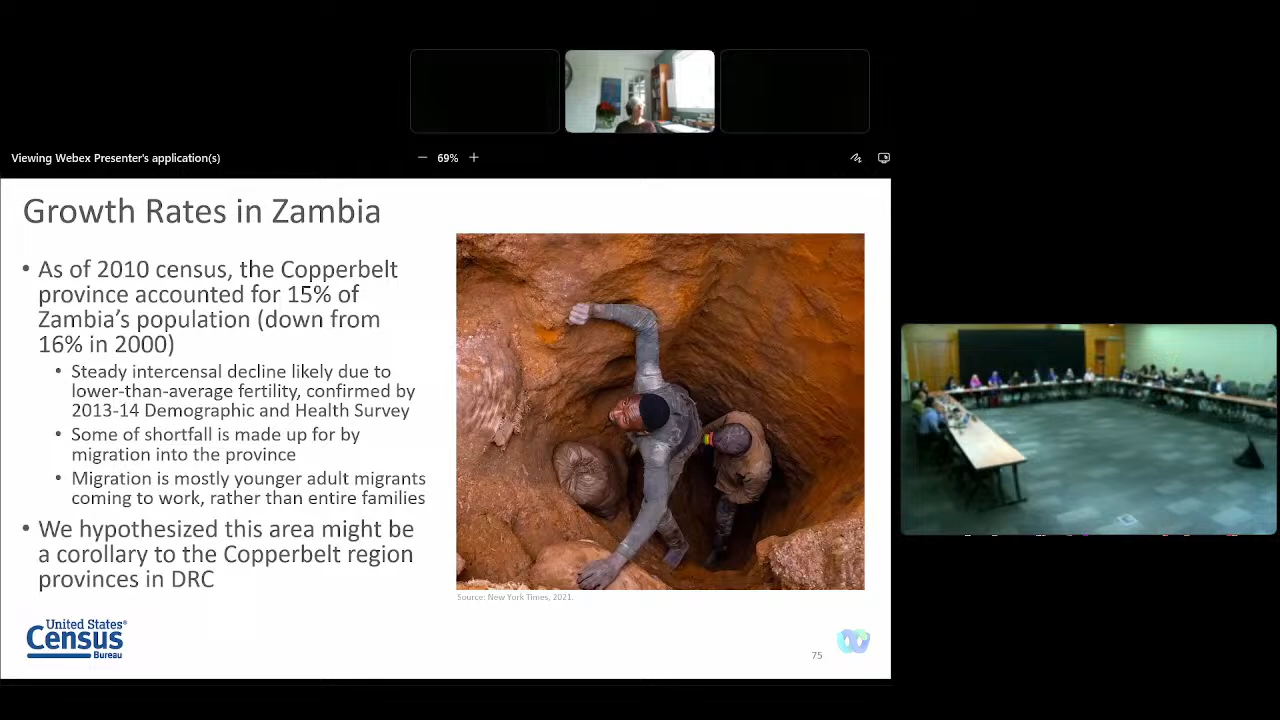 Viewing Webex Presenter's application(s)
69%
Growth Rates in Zambia
• As of 2010 census, the Copperbelt
province accounted for 15% of
Zambia's population (down from
16% in 2000)
• Steady intercensal decline likely due to
lower-than-average fertility, confirmed by
2013-14 Demographic and Health Survey
• Some of shortfall is made up for by
migration into the province
• Migration is mostly younger adult migrants
coming to work, rather than entire families
• We hypothesized this area might be
a corollary to the Copperbelt region
provinces in DRC
Source: New York Times, 2021.
United States®
Census
Bureau
75